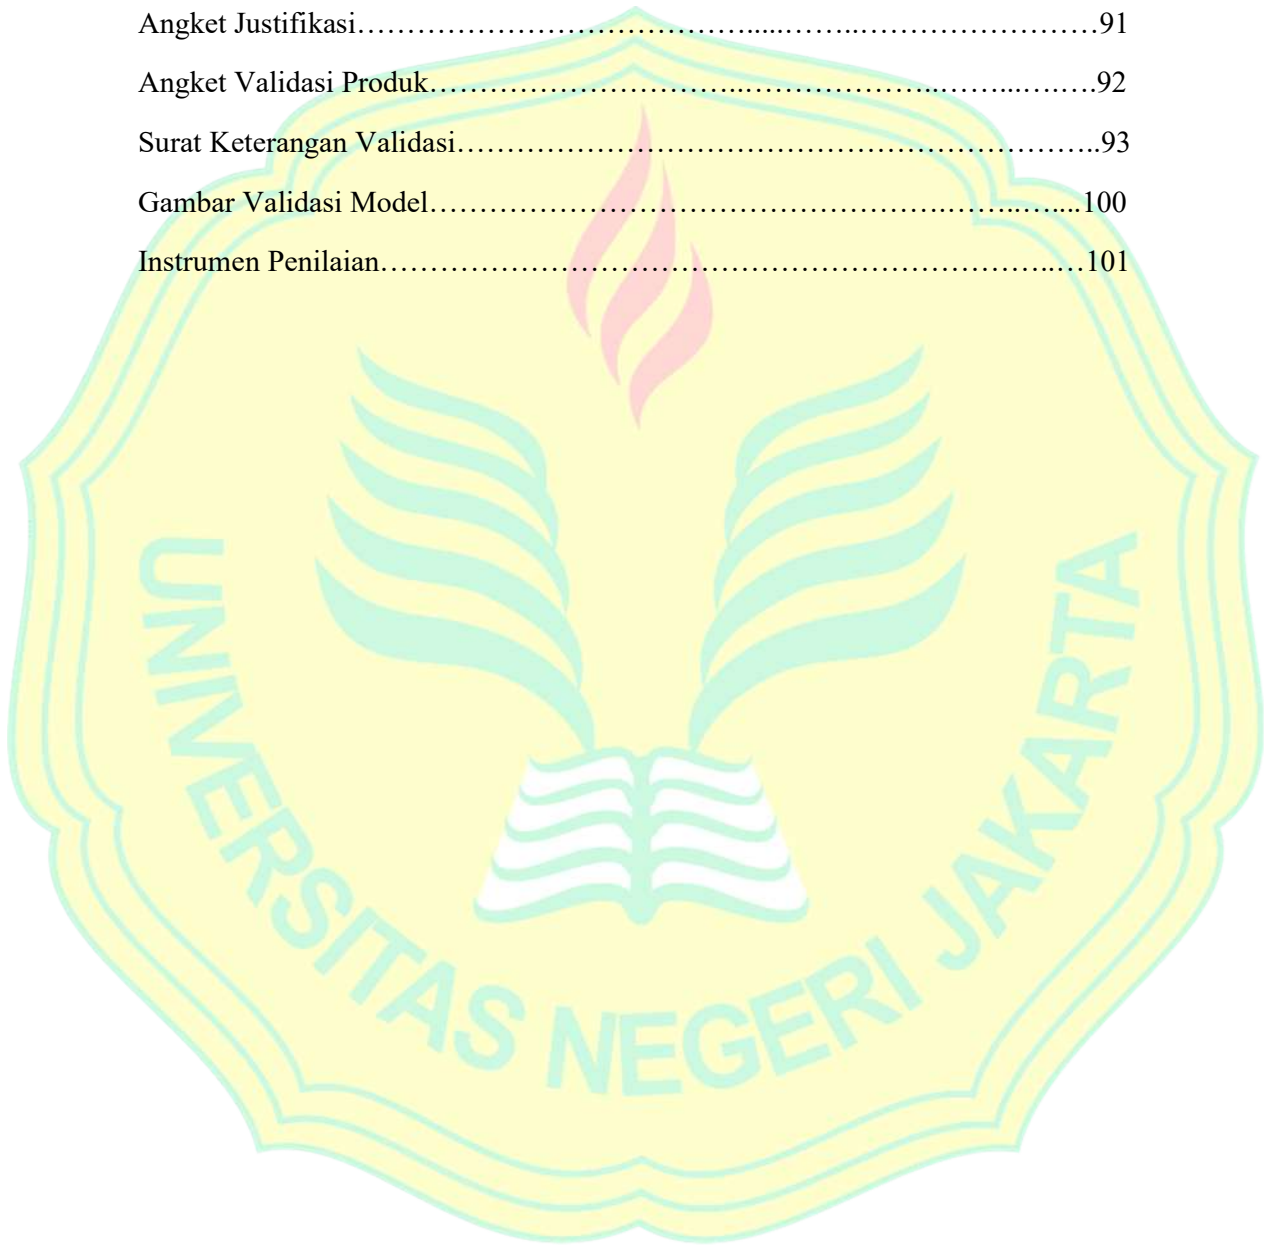 Angket Justifikasi…………………….……………….....……..……………………91
Angket Validasi Produk…………………………..………………..……..….….92
Surat Keterangan Validasi………………………………………………………..93
Gambar Validasi Model…………………………………………….……..…...100
Instrumen Penilaian…………………………………………………………..…101
UNIVERSITAS NEGERI JAKARTA